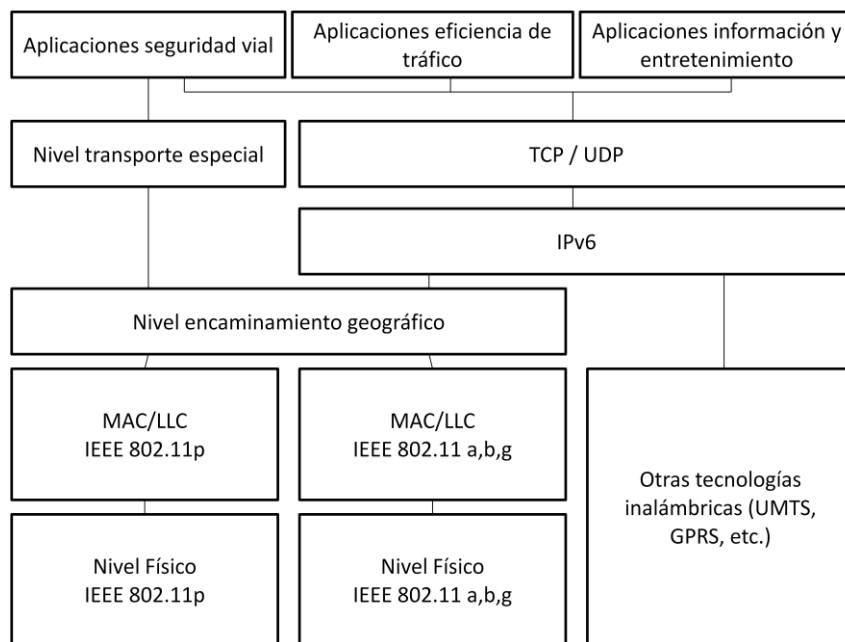 Aplicaciones seguridad vial
Aplicaciones eficiencia de
tráfico
Aplicaciones información y
entretenimiento
Nivel transporte especial
TCP / UDP
IPv6
Nivel encaminamiento geográfico
MAC/LLC
IEEE 802.11p
MAC/LLC
IEEE 802.11 a,b,g
Otras tecnologías
inalámbricas (UMTS,
GPRS, etc.)
Nivel Físico
IEEE 802.11p
Nivel Físico
IEEE 802.11 a,b,g